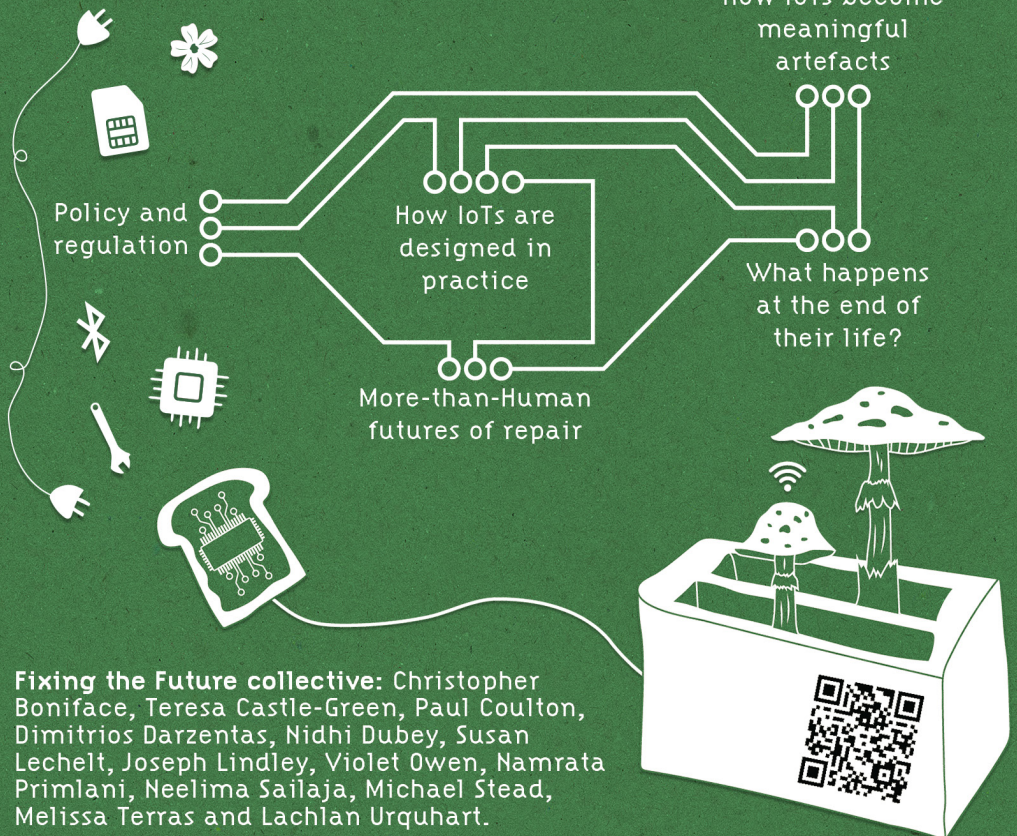 How IoTs become
meaningful
artefacts
Policy and
regulation
How IoTs are
designed in
practice
What happens
at the end of
their life?
More-than-Human
futures of repair
Fixing the Future collective: Christopher
Boniface, Teresa Castle-Green, Paul Coulton,
Dimitrios Darzentas, Nidhi Dubey, Susan
Lechelt, Joseph Lindley, Violet Owen, Namrata
Primlani, Neelima Sailaja, Michael Stead,
Melissa Terras and Lachlan Urquhart.